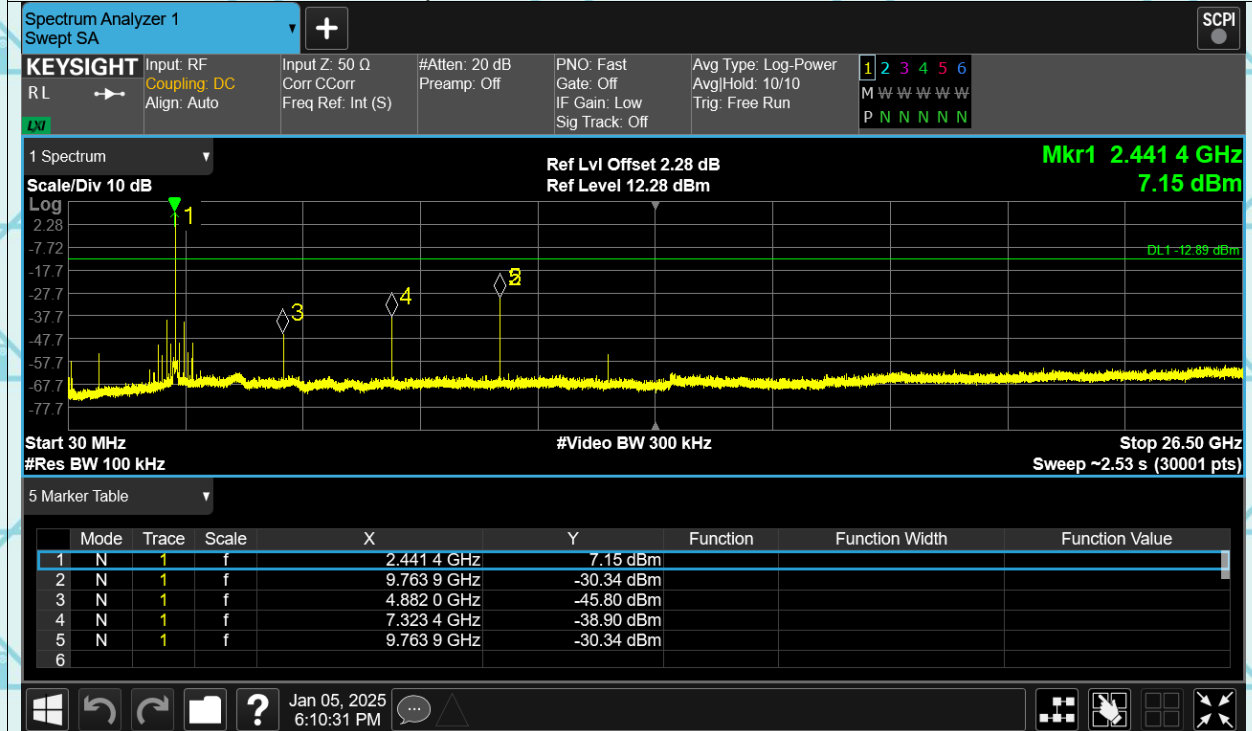 Spectrum Analyzer 1
Swept SA
SCPI
KEYSIGHT
RL
LXI
Input: RF
Coupling: DC
Align: Auto
Input Z: 50 Ω
Corr CCorr
Freq Ref: Int (S)
#Atten: 20 dB
Preamp: Off
PNO: Fast
Gate: Off
IF Gain: Low
Sig Track: Off
Avg Type: Log-Power
Avg|Hold: 10/10
Trig: Free Run
1 2 3 4 5 6
M W W W W W
P N N N N N
1 Spectrum
Scale/Div 10 dB
Ref Lvl Offset 2.28 dB
Ref Level 12.28 dBm
Mkr1 2.441 4 GHz
7.15 dBm
Log
2.28
-7.72
-17.7
-27.7
-37.7
-47.7
-57.7
-67.7
-77.7
1
3
4
DL1 -12.89 dBm
Start 30 MHz
#Res BW 100 kHz
#Video BW 300 kHz
Stop 26.50 GHz
Sweep ~2.53 s (30001 pts)
5 Marker Table
Mode Trace Scale X Y Function Function Width Function Value
1 N 1 f 2.441 4 GHz 7.15 dBm
2 N 1 f 9.763 9 GHz -30.34 dBm
3 N 1 f 4.882 0 GHz -45.80 dBm
4 N 1 f 7.323 4 GHz -38.90 dBm
5 N 1 f 9.763 9 GHz -30.34 dBm
6
?
Jan 05, 2025
6:10:31 PM